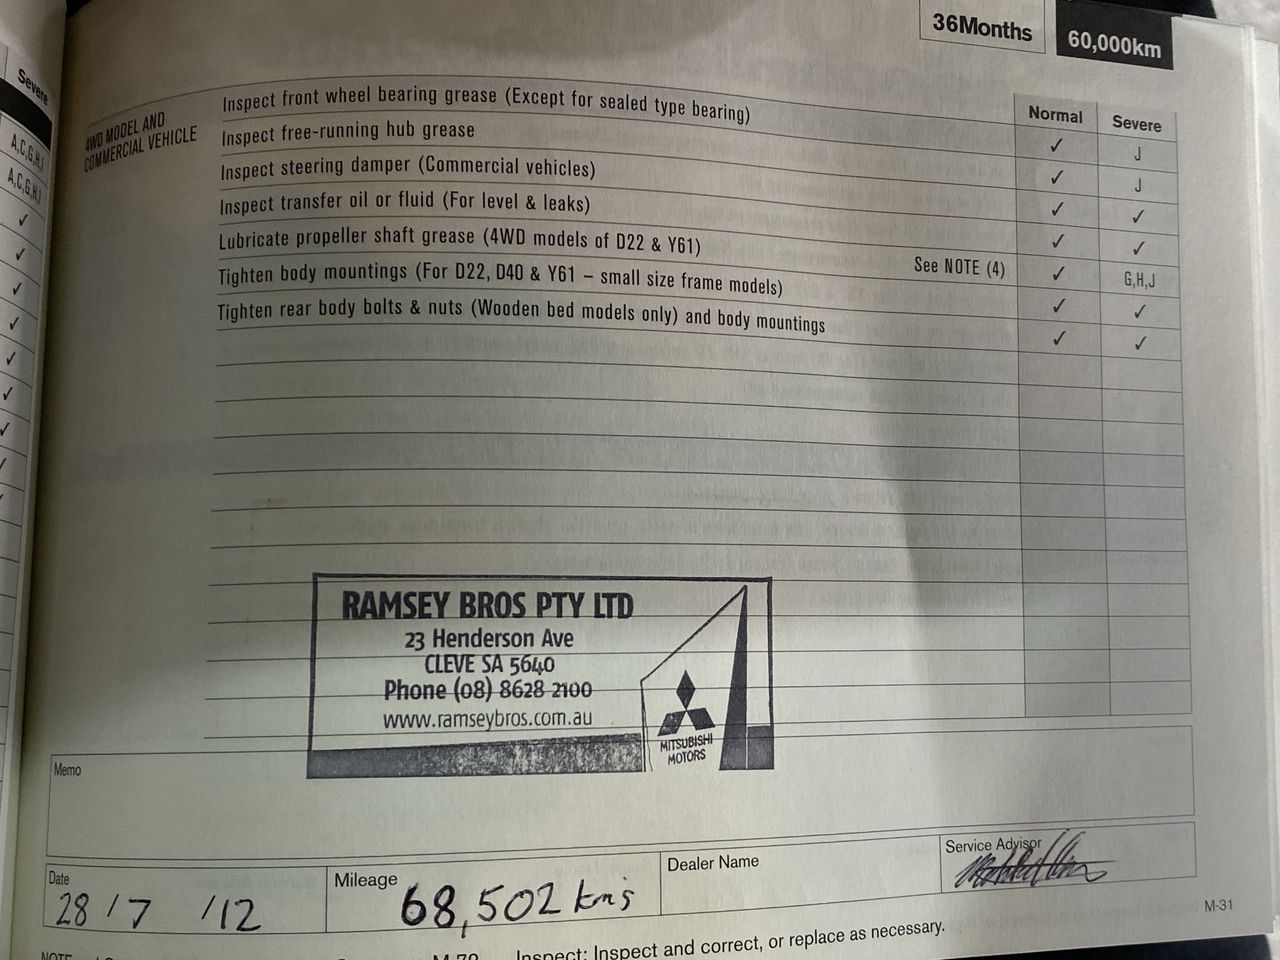 36Months
60,000km
Severe
A,C,G,H,J
A,C,G,H,J
✓
✓
✓
✓
✓
✓
✓
✓
✓
4WD MODEL AND
COMMERCIAL VEHICLE
Normal Severe
Inspect front wheel bearing grease (Except for sealed type bearing) ✓ J
Inspect free-running hub grease ✓ J
Inspect steering damper (Commercial vehicles) ✓ ✓
Inspect transfer oil or fluid (For level & leaks) ✓ ✓
Lubricate propeller shaft grease (4WD models of D22 & Y61) See NOTE (4) ✓ G,H,J
Tighten body mountings (For D22, D40 & Y61 – small size frame models) ✓ ✓
Tighten rear body bolts & nuts (Wooden bed models only) and body mountings ✓ ✓
RAMSEY BROS PTY LTD
23 Henderson Ave
CLEVE SA 5640
Phone (08) 8628 2100
www.ramseybros.com.au
MITSUBISHI
MOTORS
Memo
Date
28/7/12
Mileage
68,502 km's
Dealer Name
Service Advisor
M-31
NOTE
Inspect: Inspect and correct, or replace as necessary.